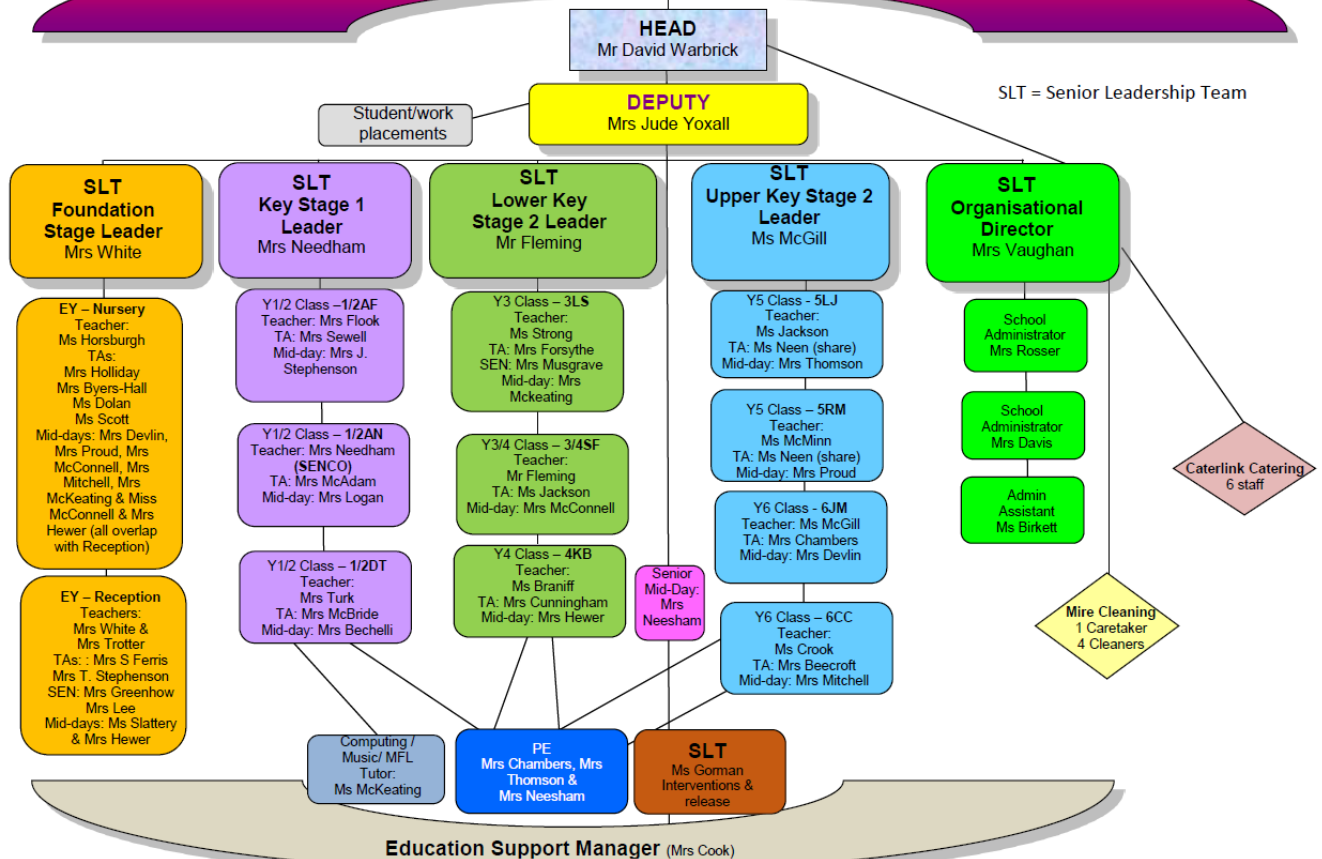 HEAD
Mr David Warbrick
SLT = Senior Leadership Team
DEPUTY
Mrs Jude Yoxall
Student/work
placements
SLT
Foundation
Stage Leader
Mrs White
SLT
Key Stage 1
Leader
Mrs Needham
SLT
Lower Key
Stage 2 Leader
Mr Fleming
SLT
Upper Key Stage 2
Leader
Ms McGill
SLT
Organisational
Director
Mrs Vaughan
EY – Nursery
Teacher:
Ms Horsburgh
TAs:
Mrs Holliday
Mrs Byers-Hall
Ms Dolan
Ms Scott
Mid-days: Mrs Devlin,
Mrs Proud, Mrs
McConnell, Mrs
Mitchell, Mrs
McKeating & Miss
McConnell & Mrs
Hewer (all overlap
with Reception)
EY – Reception
Teachers:
Mrs White &
Mrs Trotter
TAs: : Mrs S Ferris
Mrs T. Stephenson
SEN: Mrs Greenhow
Mrs Lee
Mid-days: Ms Slattery
& Mrs Hewer
Y1/2 Class –1/2AF
Teacher: Mrs Flook
TA: Mrs Sewell
Mid-day: Mrs J.
Stephenson
Y1/2 Class – 1/2AN
Teacher: Mrs Needham
(SENCO)
TA: Mrs McAdam
Mid-day: Mrs Logan
Y1/2 Class – 1/2DT
Teacher:
Mrs Turk
TA: Mrs McBride
Mid-day: Mrs Bechelli
Y3 Class – 3LS
Teacher:
Ms Strong
TA: Mrs Forsythe
SEN: Mrs Musgrave
Mid-day: Mrs
Mckeating
Y3/4 Class – 3/4SF
Teacher:
Mr Fleming
TA: Ms Jackson
Mid-day: Mrs McConnell
Y4 Class – 4KB
Teacher:
Ms Braniff
TA: Mrs Cunningham
Mid-day: Mrs Hewer
Senior
Mid-Day:
Mrs
Neesham
Y5 Class - 5LJ
Teacher:
Ms Jackson
TA: Ms Neen (share)
Mid-day: Mrs Thomson
Y5 Class – 5RM
Teacher:
Ms McMinn
TA: Ms Neen (share)
Mid-day: Mrs Proud
Y6 Class - 6JM
Teacher: Ms McGill
TA: Mrs Chambers
Mid-day: Mrs Devlin
Y6 Class – 6CC
Teacher:
Ms Crook
TA: Mrs Beecroft
Mid-day: Mrs Mitchell
School
Administrator
Mrs Rosser
School
Administrator
Mrs Davis
Admin
Assistant
Ms Birkett
Caterlink Catering
6 staff
Mire Cleaning
1 Caretaker
4 Cleaners
Computing /
Music/ MFL
Tutor:
Ms McKeating
PE
Mrs Chambers, Mrs
Thomson &
Mrs Neesham
SLT
Ms Gorman
Interventions &
release
Education Support Manager (Mrs Cook)